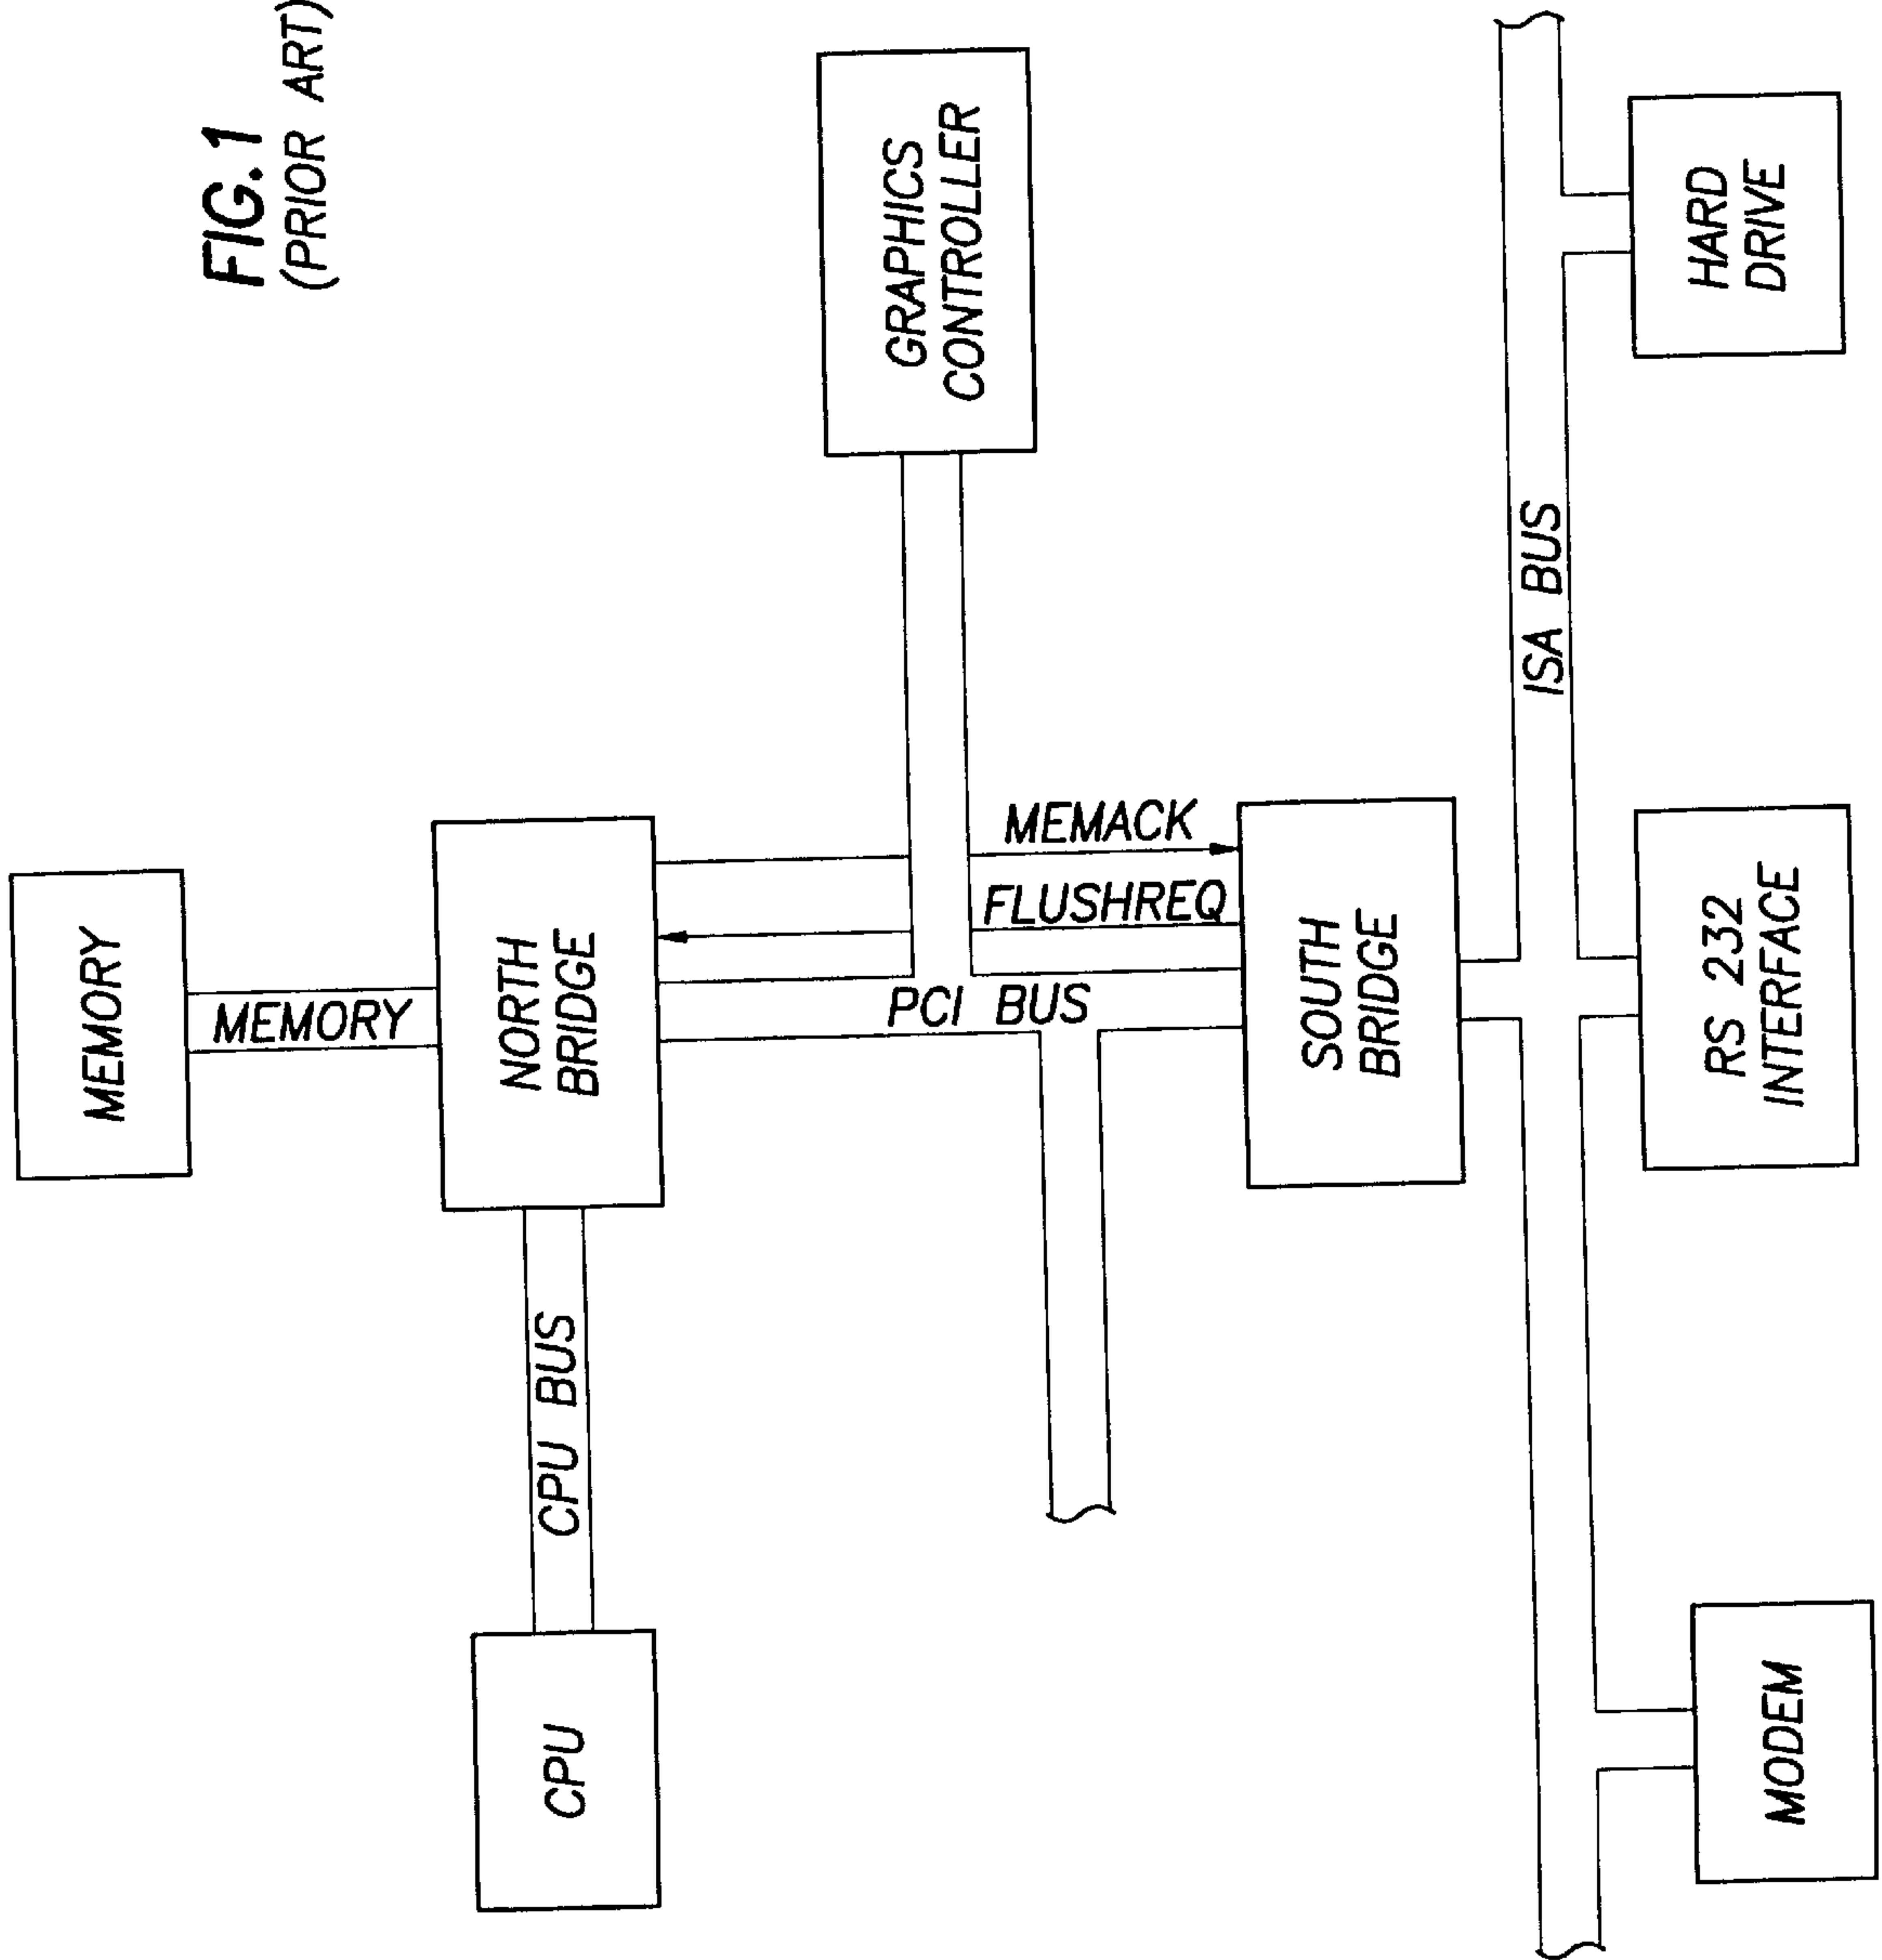 FIG.1
(PRIOR ART)
MEMORY
MEMORY
CPU
CPU BUS
NORTH
BRIDGE
GRAPHICS
CONTROLLER
MEMACK
FLUSHREQ
PCI BUS
SOUTH
BRIDGE
ISA BUS
MODEM
RS 232
INTERFACE
HARD
DRIVE